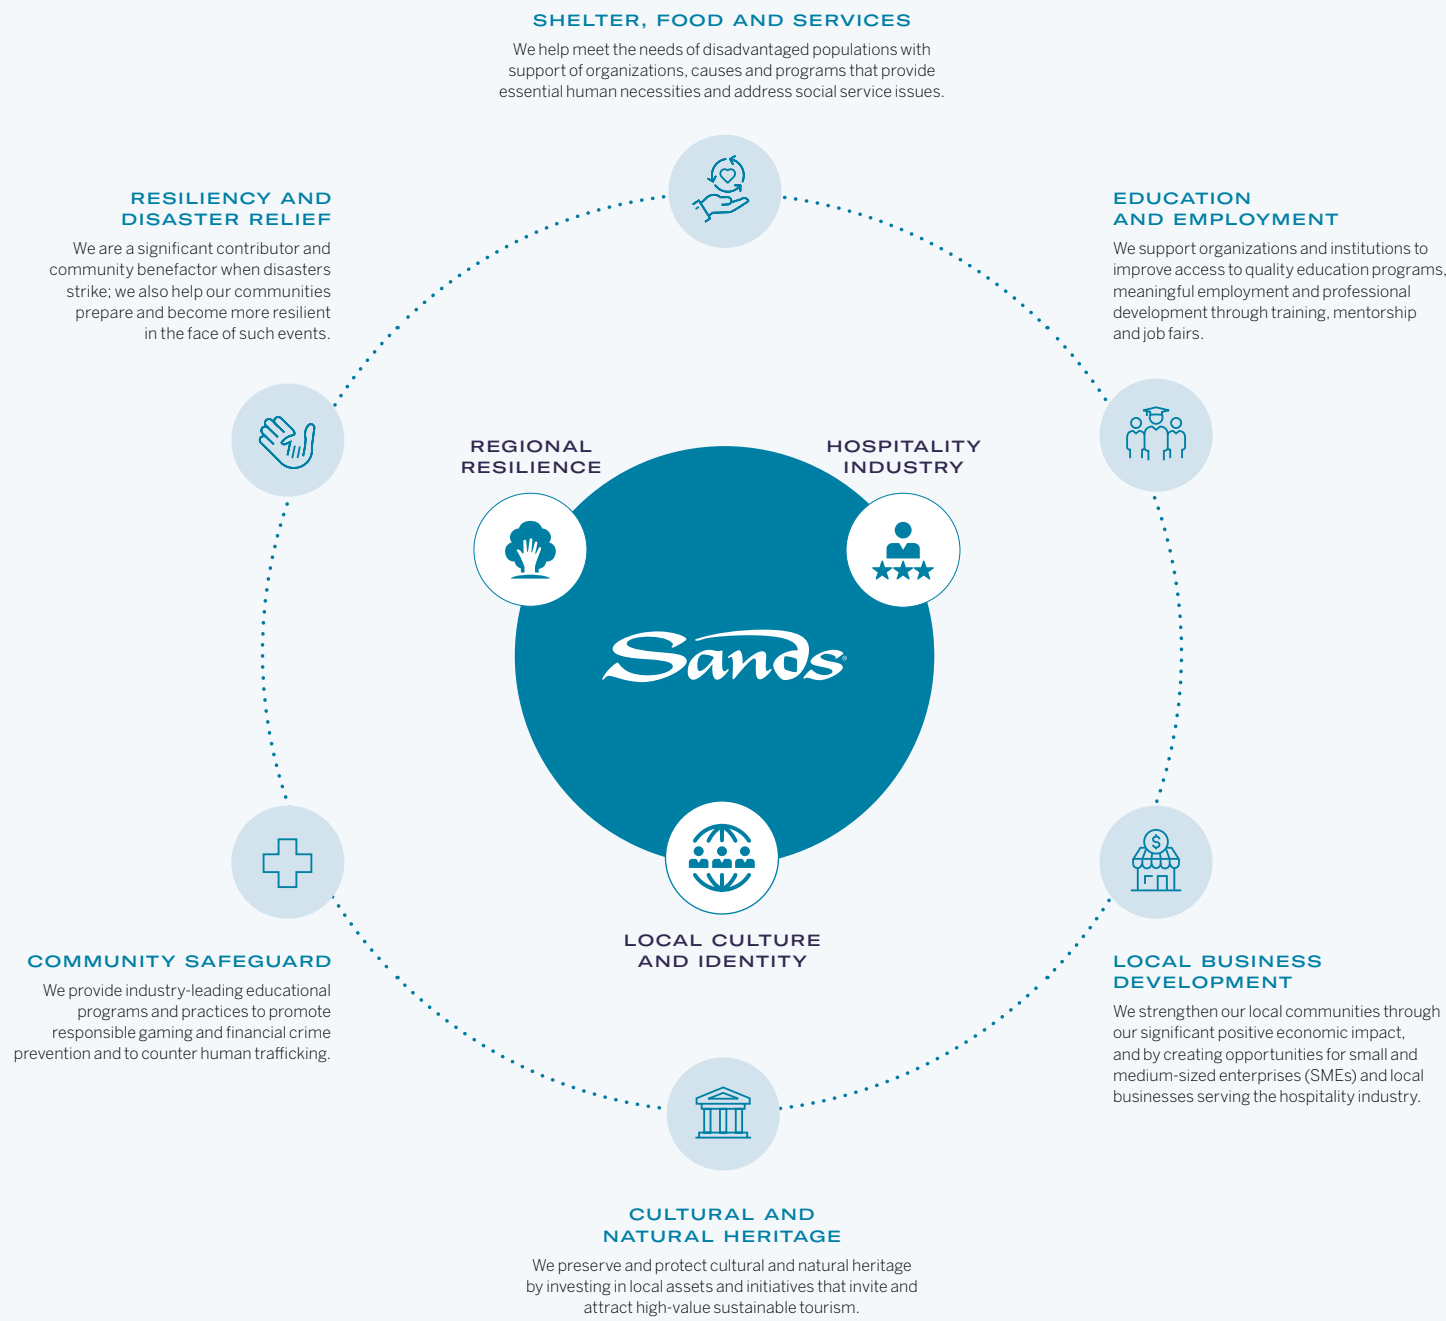 SHELTER, FOOD AND SERVICES
We help meet the needs of disadvantaged populations with
support of organizations, causes and programs that provide
essential human necessities and address social service issues.
RESILIENCY AND
DISASTER RELIEF
We are a significant contributor and
community benefactor when disasters
strike; we also help our communities
prepare and become more resilient
in the face of such events.
EDUCATION
AND EMPLOYMENT
We support organizations and institutions to
improve access to quality education programs,
meaningful employment and professional
development through training, mentorship
and job fairs.
REGIONAL
RESILIENCE
HOSPITALITY
INDUSTRY
Sands®
$
LOCAL CULTURE
AND IDENTITY
COMMUNITY SAFEGUARD
We provide industry-leading educational
programs and practices to promote
responsible gaming and financial crime
prevention and to counter human trafficking.
LOCAL BUSINESS
DEVELOPMENT
We strengthen our local communities through
our significant positive economic impact,
and by creating opportunities for small and
medium-sized enterprises (SMEs) and local
businesses serving the hospitality industry.
CULTURAL AND
NATURAL HERITAGE
We preserve and protect cultural and natural heritage
by investing in local assets and initiatives that invite and
attract high-value sustainable tourism.